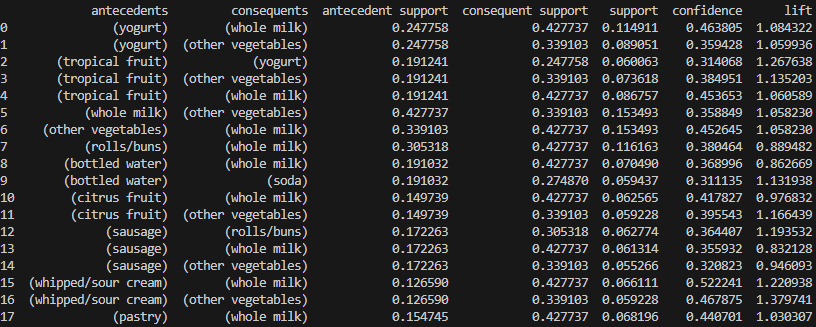 antecedents consequents antecedent support consequent support support confidence lift
0 (yogurt) (whole milk) 0.247758 0.427737 0.114911 0.463805 1.084322
1 (yogurt) (other vegetables) 0.247758 0.339103 0.089051 0.359428 1.059936
2 (tropical fruit) (yogurt) 0.191241 0.247758 0.060063 0.314068 1.267638
3 (tropical fruit) (other vegetables) 0.191241 0.339103 0.073618 0.384951 1.135203
4 (tropical fruit) (whole milk) 0.191241 0.427737 0.086757 0.453653 1.060589
5 (whole milk) (other vegetables) 0.427737 0.339103 0.153493 0.358849 1.058230
6 (other vegetables) (whole milk) 0.339103 0.427737 0.153493 0.452645 1.058230
7 (rolls/buns) (whole milk) 0.305318 0.427737 0.116163 0.380464 0.889482
8 (bottled water) (whole milk) 0.191032 0.427737 0.070490 0.368996 0.862669
9 (bottled water) (soda) 0.191032 0.274870 0.059437 0.311135 1.131938
10 (citrus fruit) (whole milk) 0.149739 0.427737 0.062565 0.417827 0.976832
11 (citrus fruit) (other vegetables) 0.149739 0.339103 0.059228 0.395543 1.166439
12 (sausage) (rolls/buns) 0.172263 0.305318 0.062774 0.364407 1.193532
13 (sausage) (whole milk) 0.172263 0.427737 0.061314 0.355932 0.832128
14 (sausage) (other vegetables) 0.172263 0.339103 0.055266 0.320823 0.946093
15 (whipped/sour cream) (whole milk) 0.126590 0.427737 0.066111 0.522241 1.220938
16 (whipped/sour cream) (other vegetables) 0.126590 0.339103 0.059228 0.467875 1.379741
17 (pastry) (whole milk) 0.154745 0.427737 0.068196 0.440701 1.030307